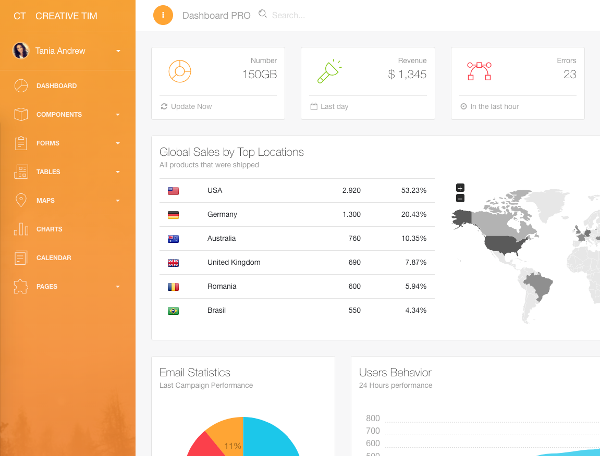 CT CREATIVE TIM
Dashboard PRO
Search...
Tania Andrew
DASHBOARD
COMPONENTS
FORMS
TABLES
MAPS
CHARTS
CALENDAR
PAGES
Number
150GB
Update Now
Revenue
$ 1,345
Last day
Errors
23
In the last hour
Global Sales by Top Locations
All products that were shipped
USA 2.920 53.23%
Germany 1.300 20.43%
Australia 760 10.35%
United Kingdom 690 7.87%
Romania 600 5.94%
Brasil 550 4.34%
Email Statistics
Last Campaign Performance
11%
Users Behavior
24 Hours performance
800
700
600